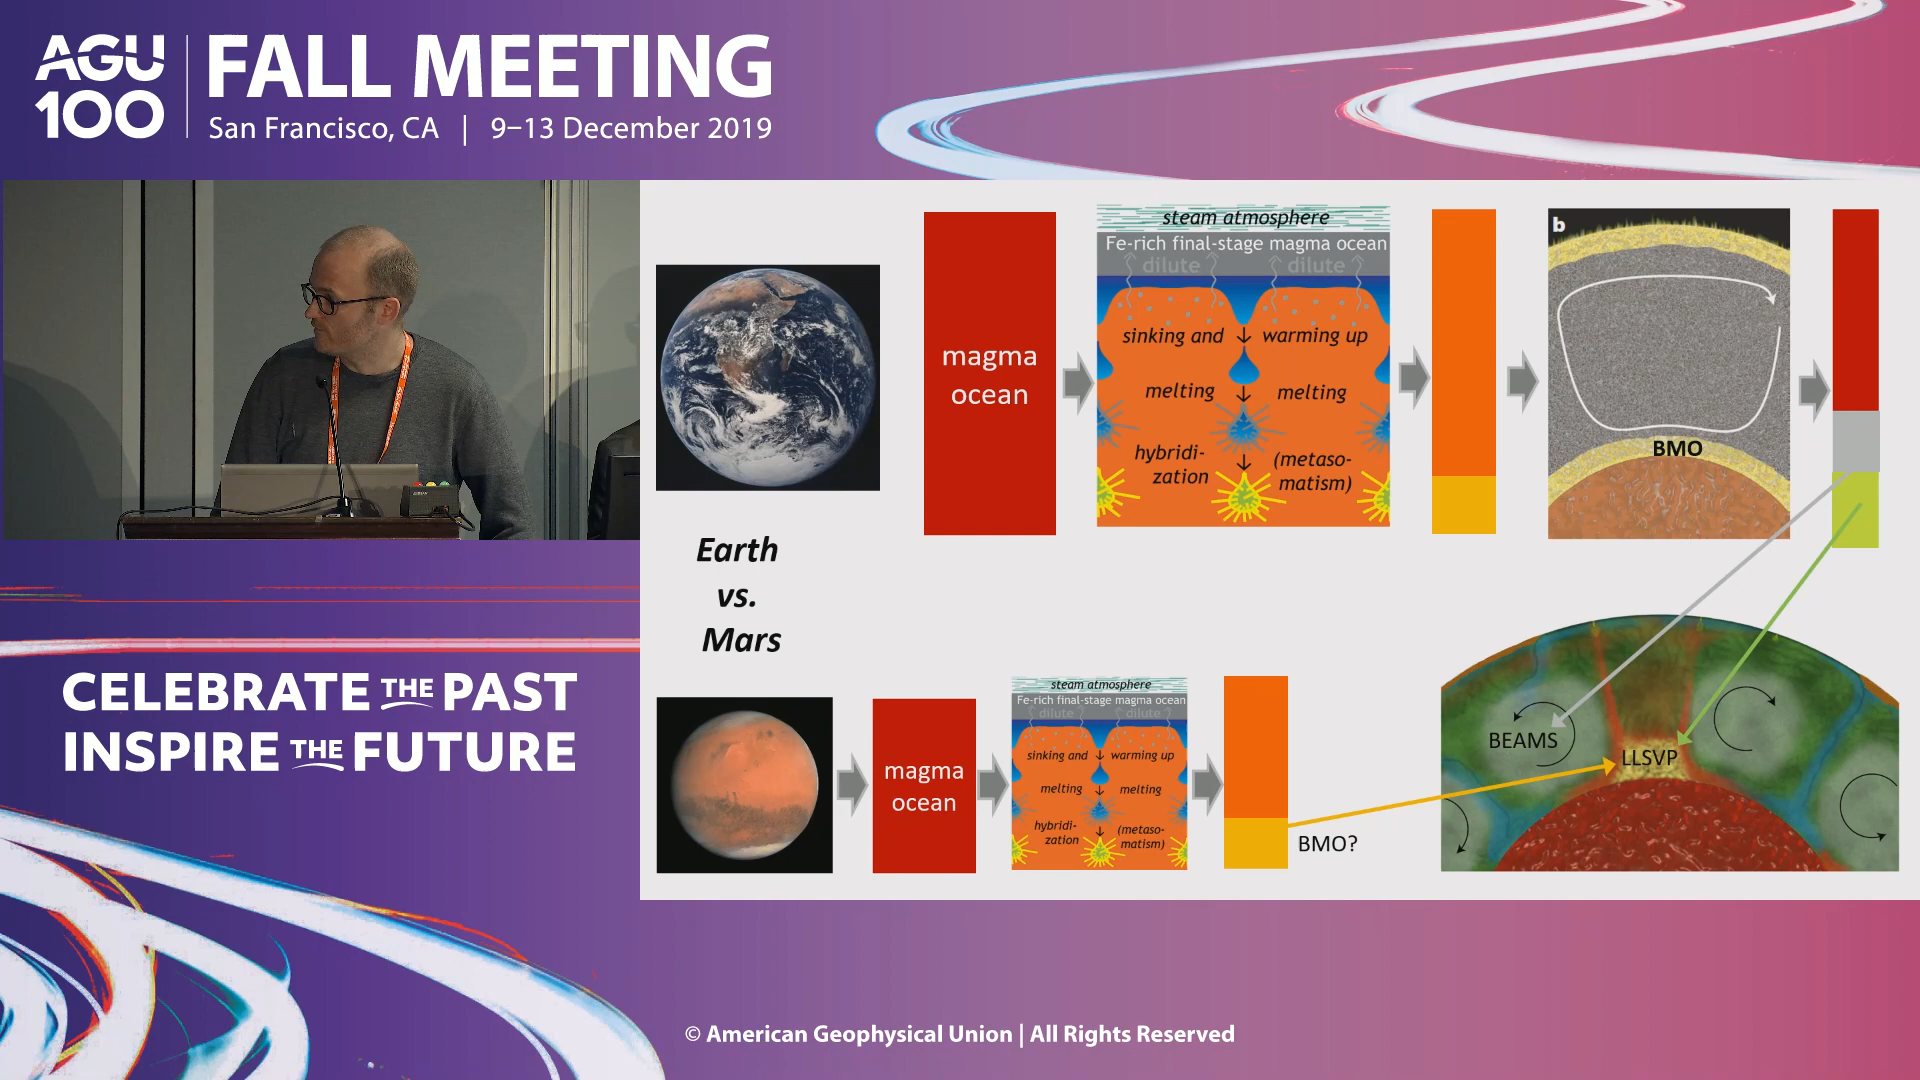 AGU
100
FALL MEETING
San Francisco, CA | 9–13 December 2019
steam atmosphere
Fe-rich final-stage magma ocean
dilute dilute
sinking and ↓ warming up
melting ↓ melting
hybridi-
zation
↓
(metaso-
matism)
magma
ocean
b
BMO
Earth
vs.
Mars
steam atmosphere
Fe-rich final-stage magma ocean
dilute dilute
sinking and ↓ warming up
melting ↓ melting
hybridi-
zation
↓
(metaso-
matism)
magma
ocean
BMO?
BEAMS
LLSVP
CELEBRATE THE PAST
INSPIRE THE FUTURE
© American Geophysical Union | All Rights Reserved